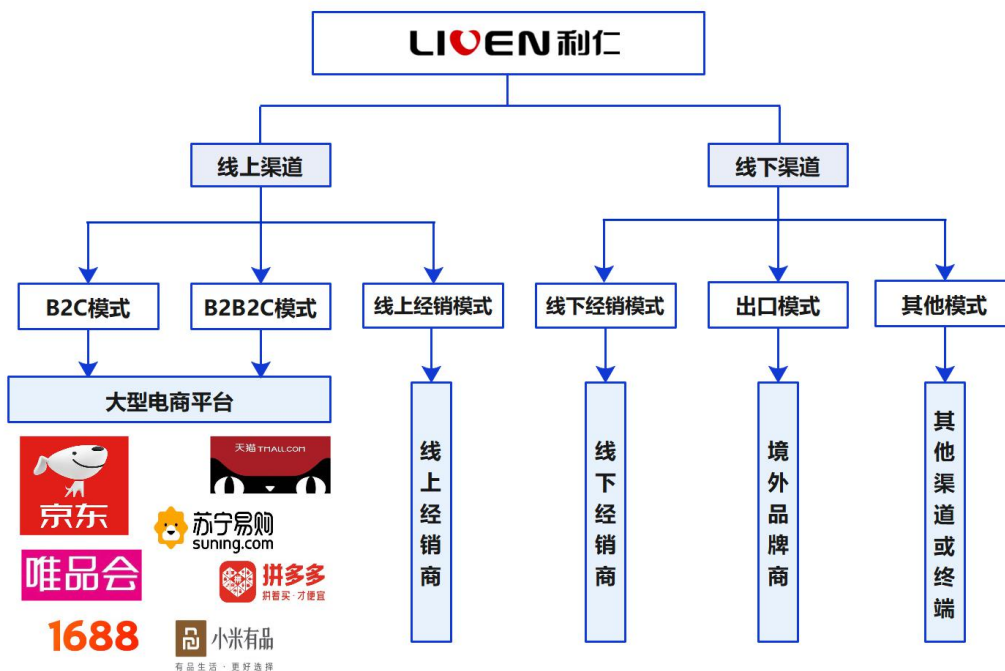 LIVEN利仁
线上渠道
线下渠道
B2C模式
B2B2C模式
线上经销模式
线下经销模式
出口模式
其他模式
大型电商平台
京东
天猫 TMALL.COM
苏宁易购
suning.com
唯品会
拼多多
拼着买·才便宜
1688
小米有品
有品生活·更好选择
线上经销商
线下经销商
境外品牌商
其他渠道或终端